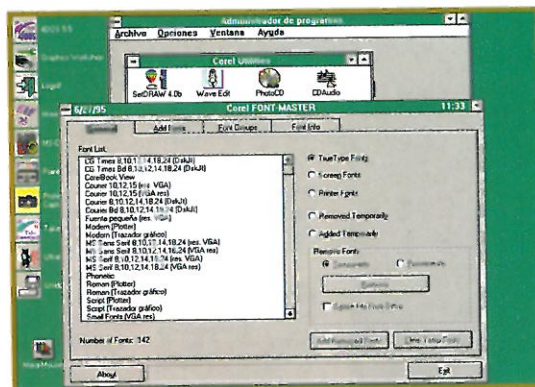 Administrador de programas
Archivo Opciones Ventana Ayuda
Corel Utilities
SetDRAW 4.0b Wave Edit PhotoCD CDAudio
6/27/95 Corel FONT-MASTER 11:33
General Add Fonts Font Groups Font Info
Font List:
CG Times 8,10,12,14,18,24 (DskJt)
CG Times Bd 8,10,12,14,18,24 (DskJt)
CorelBook View
Courier 10,12,15 (res. VGA)
Courier 10,12,15 (VGA res)
Courier 8,10,12,14,18,24 (DskJt)
Courier Bd 8,10,12,14,18,24 (DskJt)
Fuente pequeña (res. VGA)
Modern (Plotter)
Modern (Trazador gráfico)
MS Sans Serif 8,10,12,14,18,24 (res. VGA)
MS Sans Serif 8,10,12,14,18,24 (VGA res)
MS Serif 8,10,12,14,18,24 (res. VGA)
MS Serif 8,10,12,14,18,24 (VGA res)
Phonetic
Roman (Plotter)
Roman (Trazador gráfico)
Script (Plotter)
Script (Trazador gráfico)
Small Fonts (VGA res)
Number of Fonts: 142
TrueType Fonts
Screen Fonts
Printer Fonts
Removed Temporarily
Added Temporarily
Remove Fonts
About
Exit